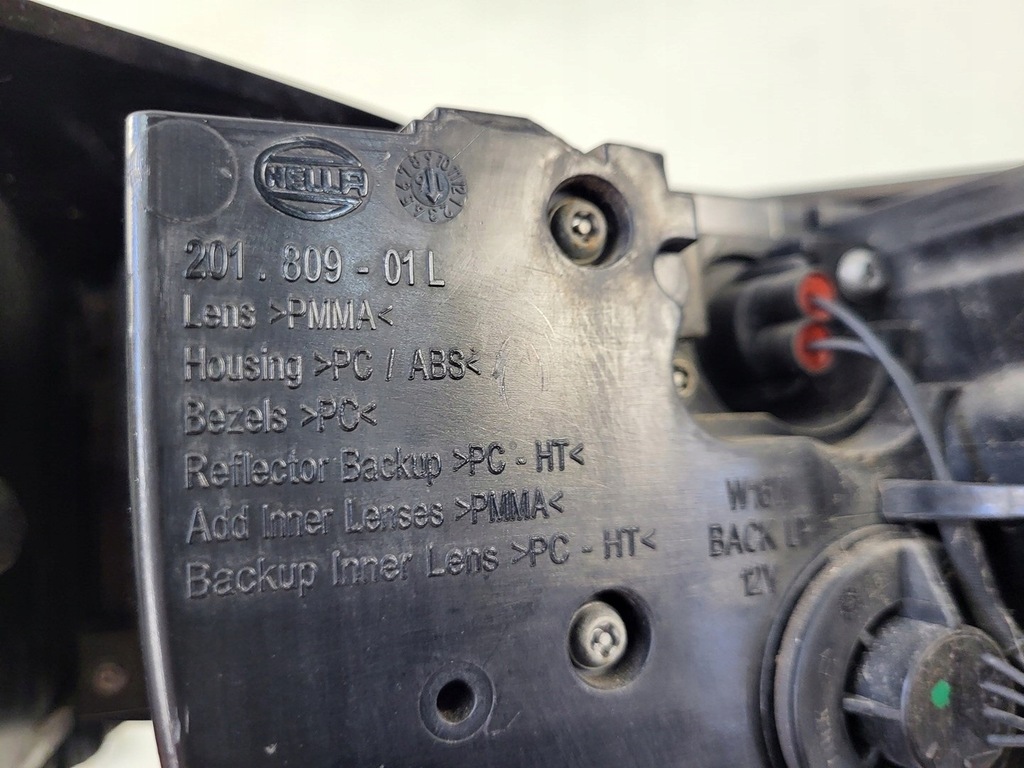 HELLA
201.809-01L
Lens >PMMA<
Housing >PC / ABS<
Bezels >PC<
Reflector Backup >PC - HT<
Add Inner Lenses >PMMA<
Backup Inner Lens >PC - HT<
BACK
12V